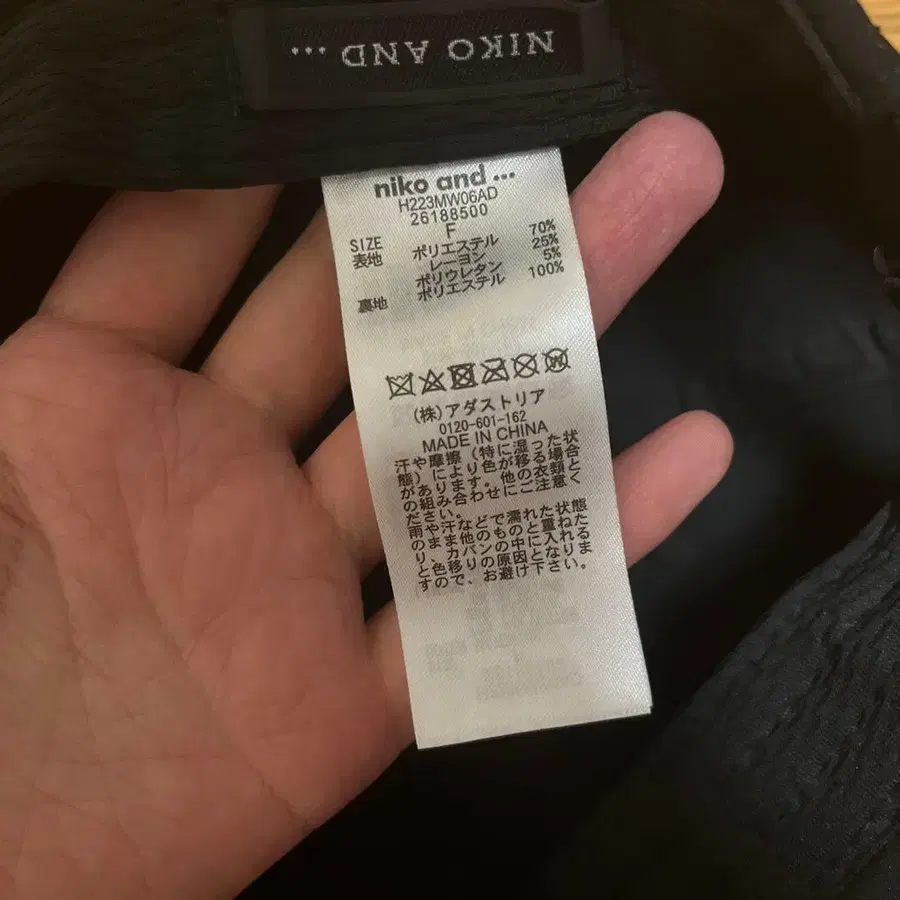 NIKO AND ...
niko and ...
H223MW06AD
26188500
SIZE F
表地 ポリエステル 70%
レーヨン 25%
ポリウレタン 5%
裏地 ポリエステル 100%
(株)アダストリア
0120-601-162
MADE IN CHINA
汗や摩擦(特に湿った状
態)により色が移る場合
があります。他の衣類と
の組み合わせにご注意く
ださい。
雨や汗などで濡れた状態
のまま他のものと重ねた
り、カバンの中に入れる
と色移りの原因となりま
すので、お避け下さい。